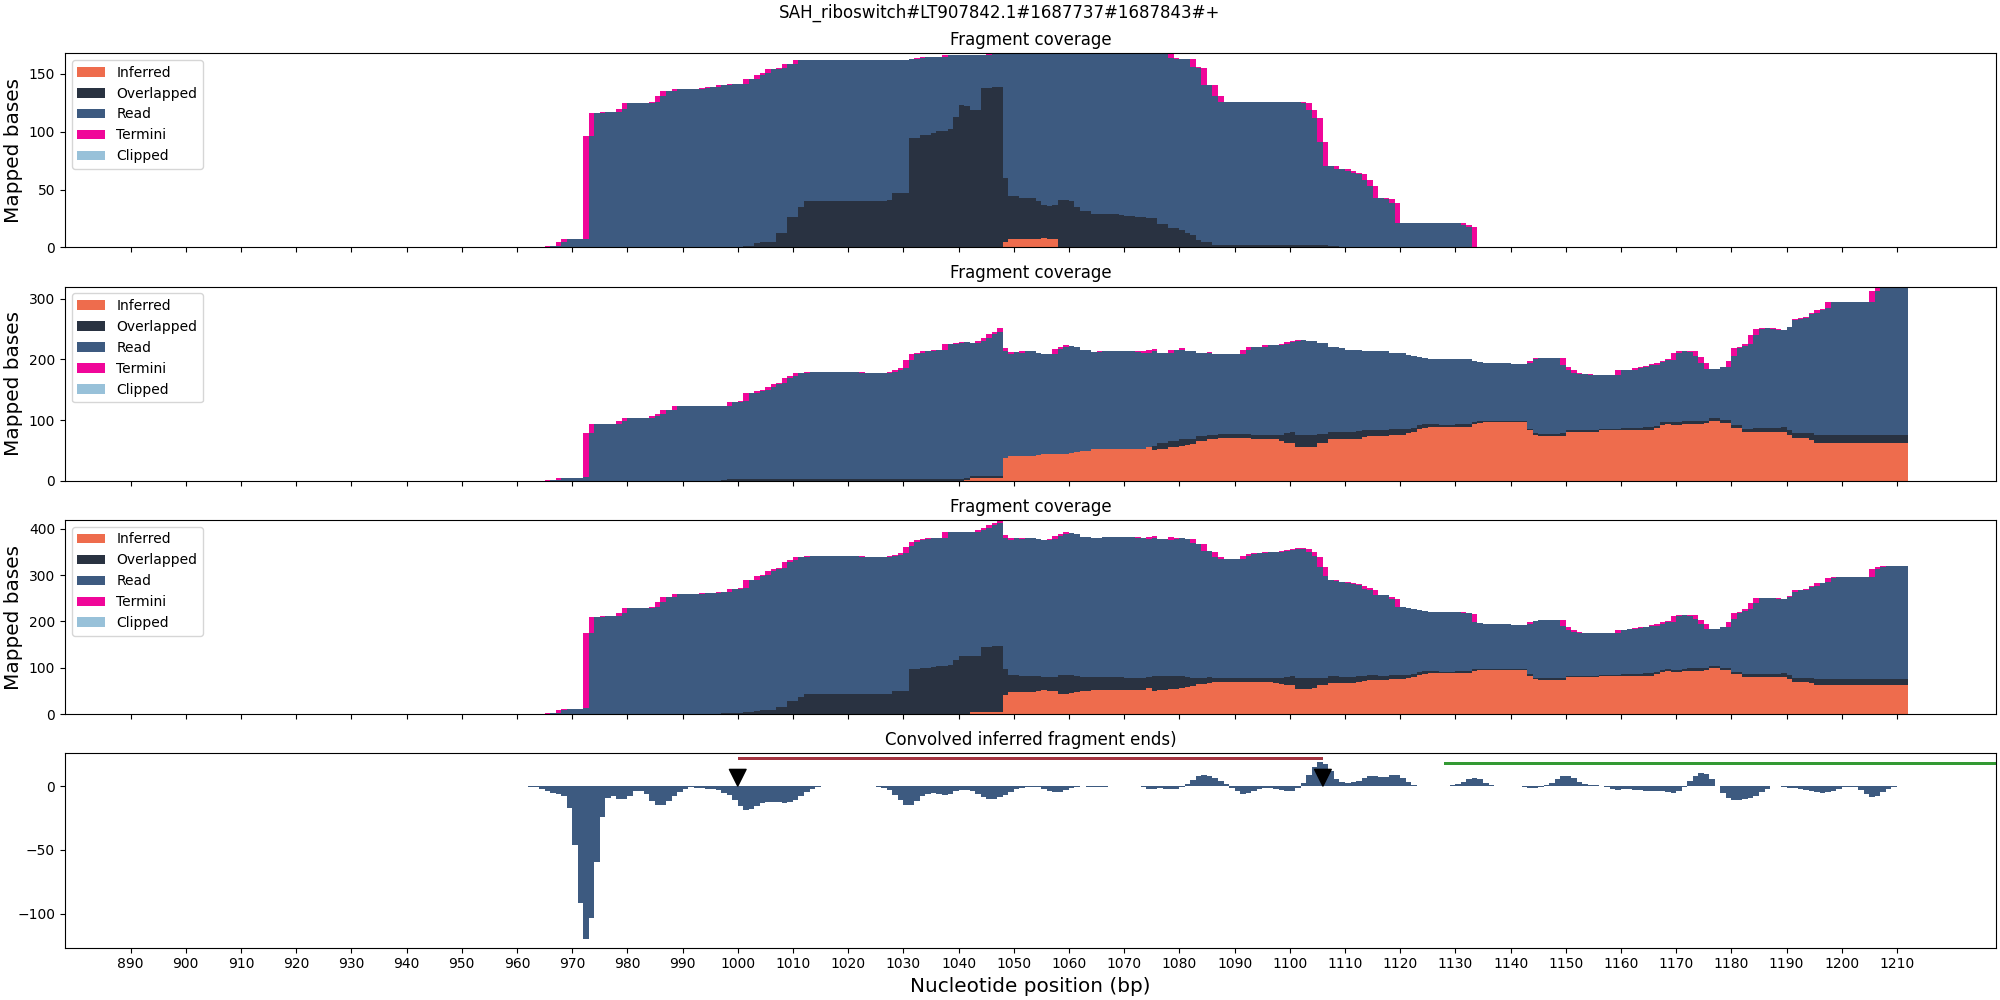 SAH_riboswitch#LT907842.1#1687737#1687843#+
Fragment coverage
Mapped bases
150
100
50
0
Inferred
Overlapped
Read
Termini
Clipped
Fragment coverage
Mapped bases
300
200
100
0
Inferred
Overlapped
Read
Termini
Clipped
Fragment coverage
Mapped bases
400
300
200
100
0
Inferred
Overlapped
Read
Termini
Clipped
Convolved inferred fragment ends)
0
−50
−100
890 900 910 920 930 940 950 960 970 980 990 1000 1010 1020 1030 1040 1050 1060 1070 1080 1090 1100 1110 1120 1130 1140 1150 1160 1170 1180 1190 1200 1210
Nucleotide position (bp)